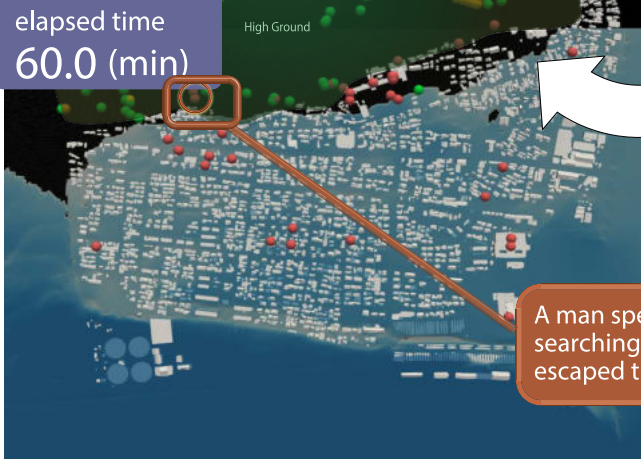 elapsed time
60.0 (min)
High Ground
A man spe
searching
escaped t